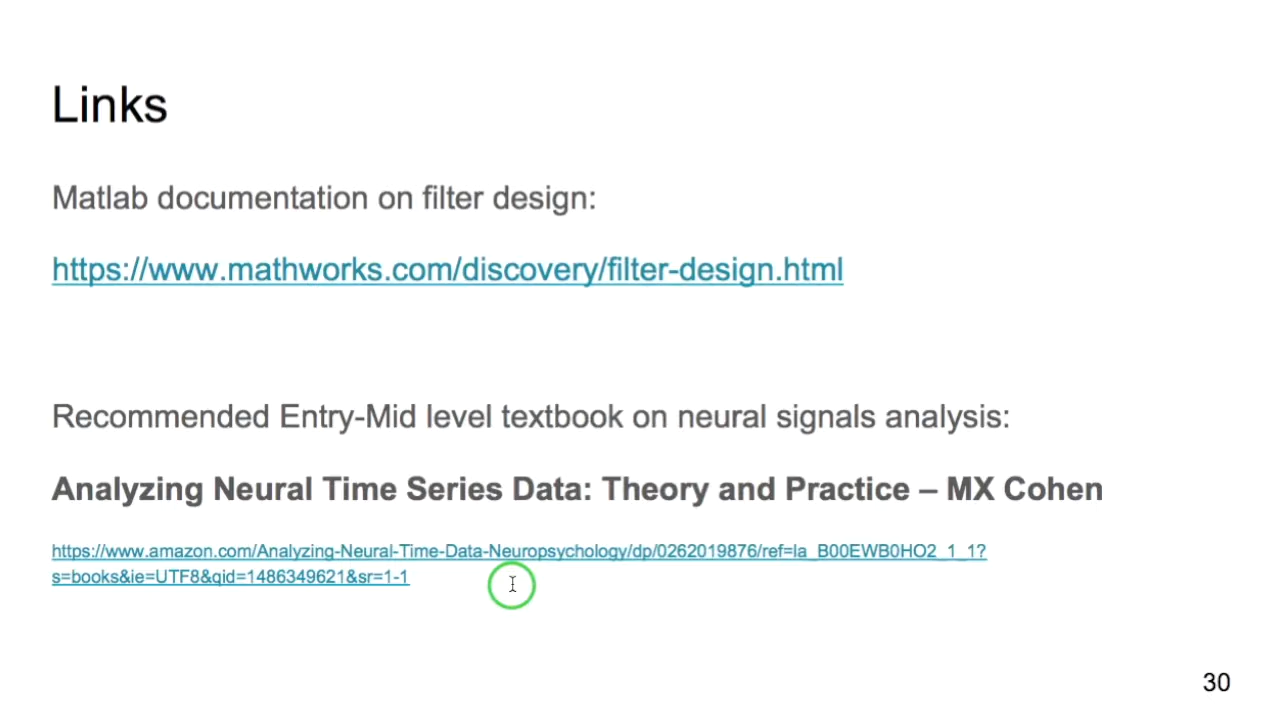 Links
Matlab documentation on filter design:
https://www.mathworks.com/discovery/filter-design.html
Recommended Entry-Mid level textbook on neural signals analysis:
Analyzing Neural Time Series Data: Theory and Practice – MX Cohen
https://www.amazon.com/Analyzing-Neural-Time-Data-Neuropsychology/dp/0262019876/ref=la_B00EWB0HO2_1_1?
s=books&ie=UTF8&qid=1486349621&sr=1-1
30